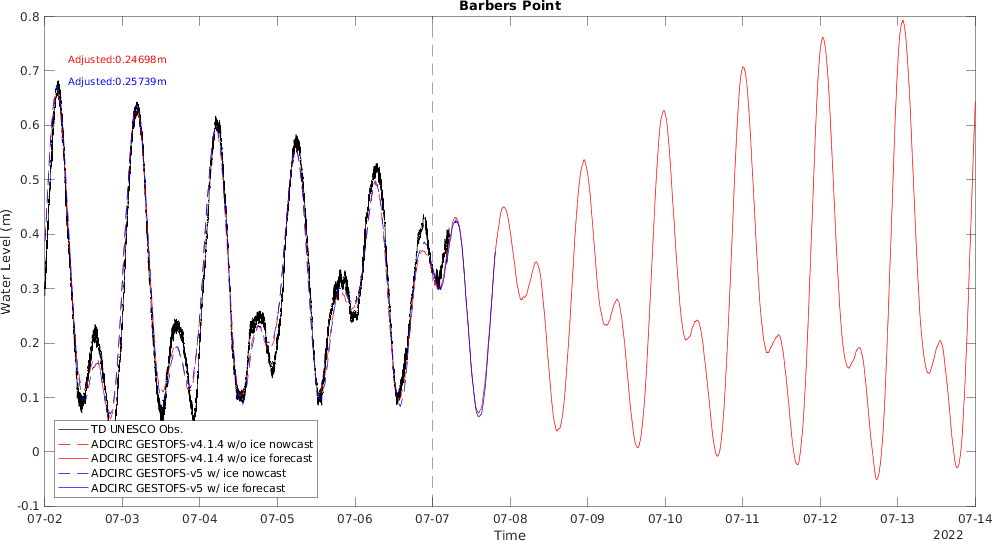 Barbers Point
Adjusted:0.24698m
Adjusted:0.25739m
Water Level (m)
0.8
0.7
0.6
0.5
0.4
0.3
0.2
0.1
0
-0.1
TD UNESCO Obs.
ADCIRC GESTOFS-v4.1.4 w/o ice nowcast
ADCIRC GESTOFS-v4.1.4 w/o ice forecast
ADCIRC GESTOFS-v5 w/ ice nowcast
ADCIRC GESTOFS-v5 w/ ice forecast
07-02 07-03 07-04 07-05 07-06 07-07 07-08 07-09 07-10 07-11 07-12 07-13 07-14
Time
2022